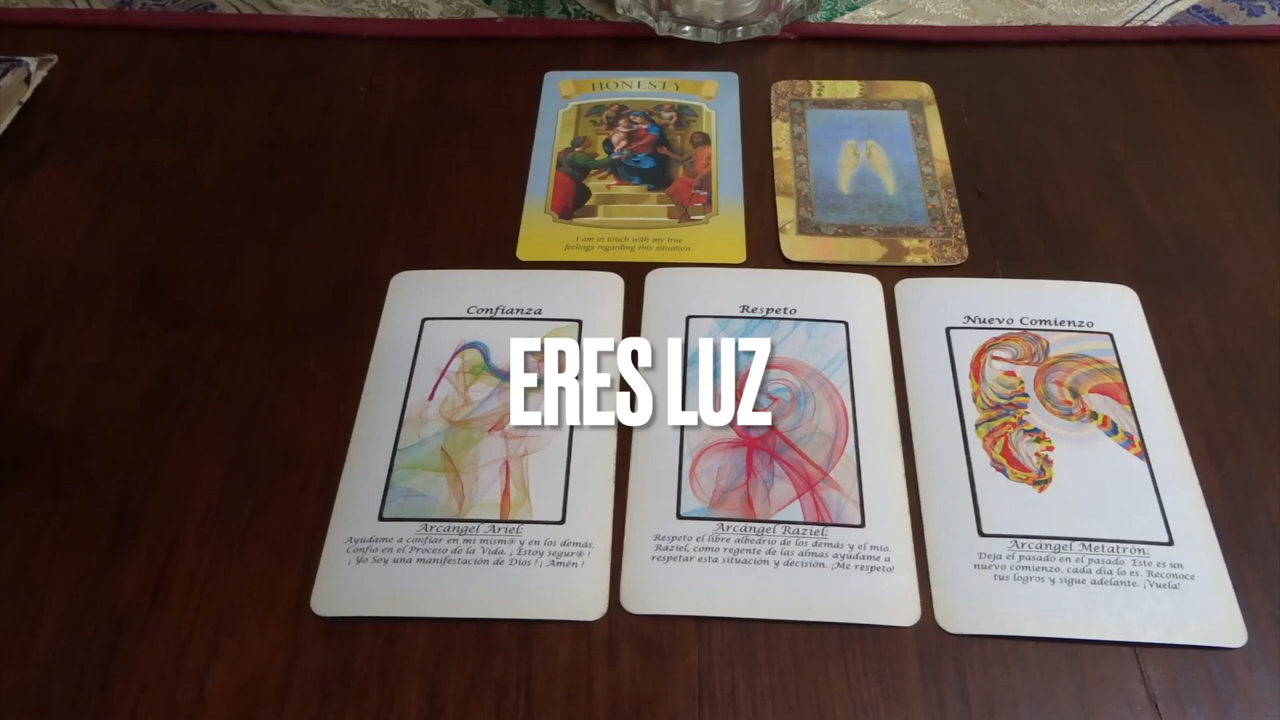 HONESTY
I am in touch with my true
feelings regarding this situation.
Confianza
Respeto
Nuevo Comienzo
ERES LUZ
Arcángel Ariel:
Ayúdame a confiar en mi mism@ y en los demás.
Confio en el Proceso de la Vida. ¡ Estoy segur@ !
¡ Yo Soy una manifestación de Dios ! ¡ Amén !
Arcángel Raziel:
Respeto el libre albedrio de los demás y el mio.
Raziel, como regente de las almas ayúdame a
respetar esta situación y decisión. ¡Me respeto!
Arcángel Metatrón:
Deja el pasado en el pasado. Este es un
nuevo comienzo, cada dia lo es. Reconoce
tus logros y sigue adelante. ¡Vuela!